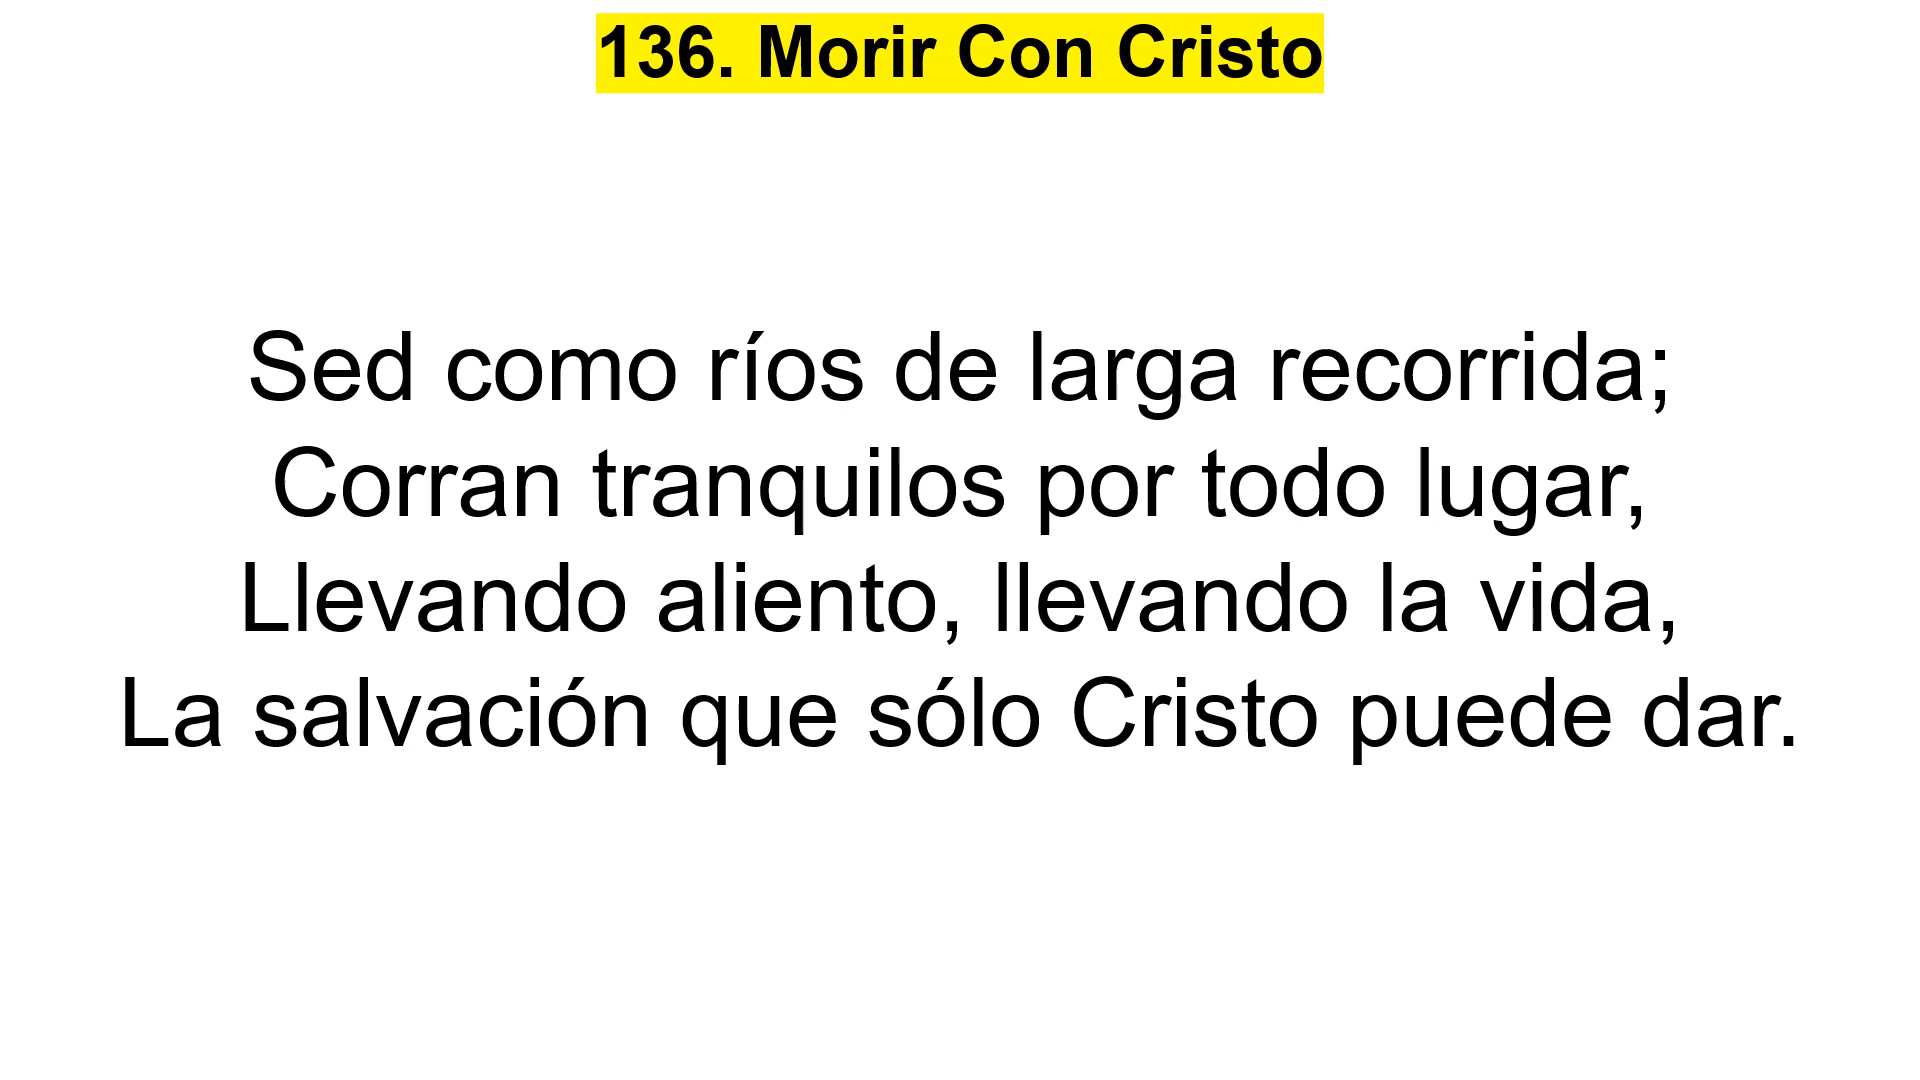 136. Morir Con Cristo
Sed como ríos de larga recorrida;
Corran tranquilos por todo lugar,
Llevando aliento, llevando la vida,
La salvación que sólo Cristo puede dar.